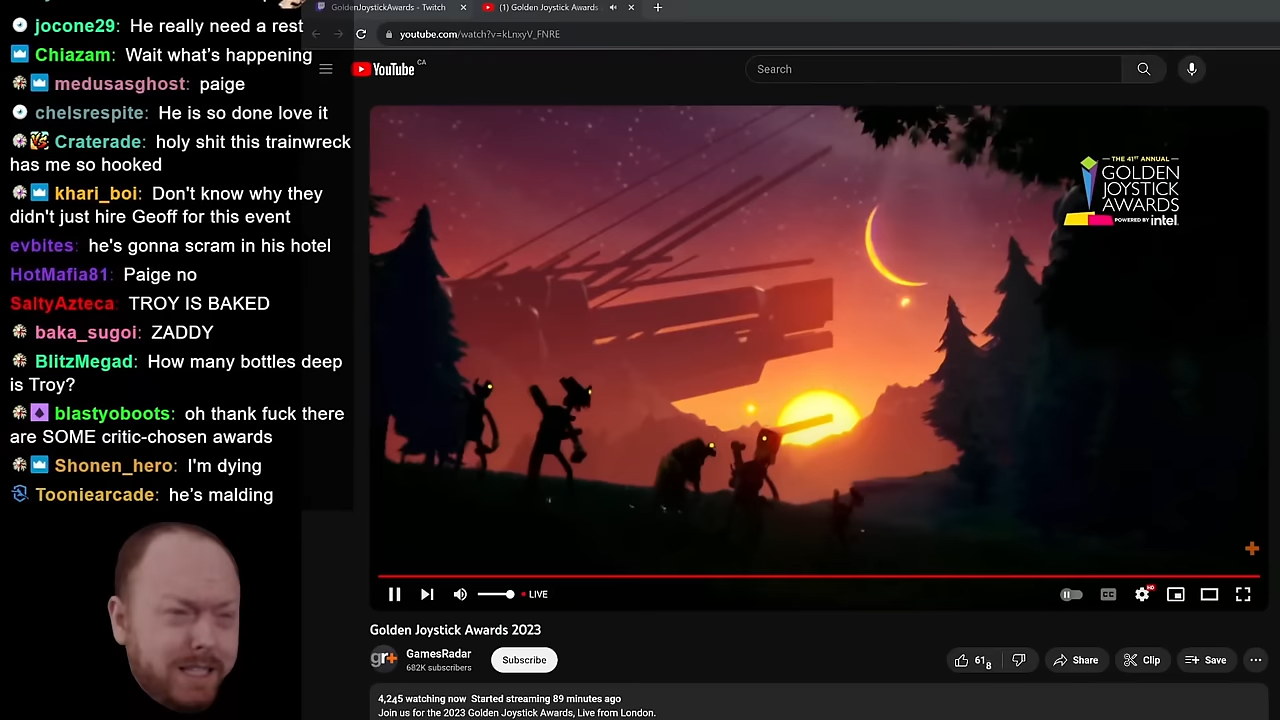 jocone29: He really need a rest
Chiazam: Wait what's happening
medusasghost: paige
chelsrespite: He is so done love it
Craterade: holy shit this trainwreck
has me so hooked
khari_boi: Don't know why they
didn't just hire Geoff for this event
evbites: he's gonna scram in his hotel
HotMafia81: Paige no
SaltyAzteca: TROY IS BAKED
baka_sugoi: ZADDY
BlitzMegad: How many bottles deep
is Troy?
blastyoboots: oh thank fuck there
are SOME critic-chosen awards
Shonen_hero: I'm dying
Tooniearcade: he's malding
GoldenJoystickAwards - Twitch
(1) Golden Joystick Awards
youtube.com/watch?v=kLnxyV_FNRE
YouTube CA
Search
THE 41ST ANNUAL
GOLDEN
JOYSTICK
AWARDS
POWERED BY intel.
LIVE
CC
HD
Golden Joystick Awards 2023
gr+
GamesRadar
682K subscribers
Subscribe
618
Share
Clip
Save
4,245 watching now Started streaming 89 minutes ago
Join us for the 2023 Golden Joystick Awards, Live from London.